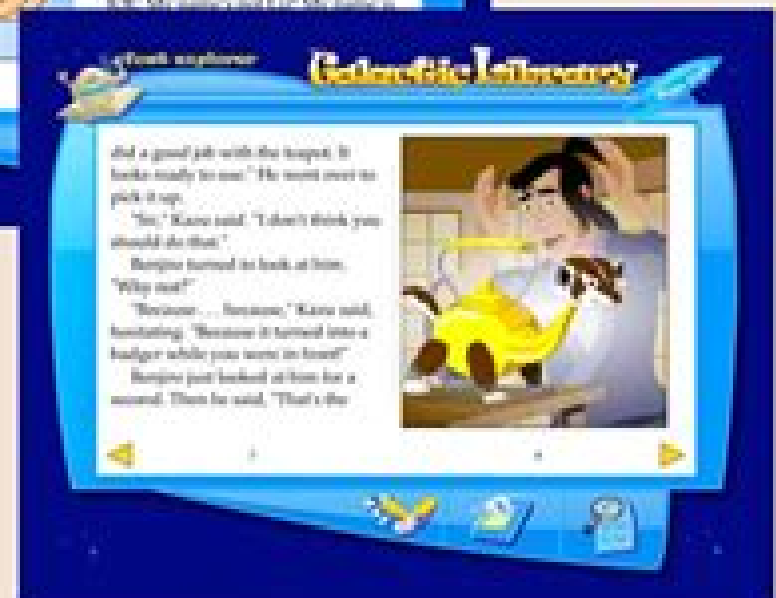 Galactic Library
did a good job with the teapot. It
looks ready to use." He went over to
pick it up.
"Sir," Kazu said. "I don't think you
should do that."
Benjiro turned to look at him.
"Why not?"
"Because . . . because," Kazu said,
hesitating. "Because it turned into a
badger while you were in front!"
Benjiro just looked at him for a
second. Then he said, "That's the